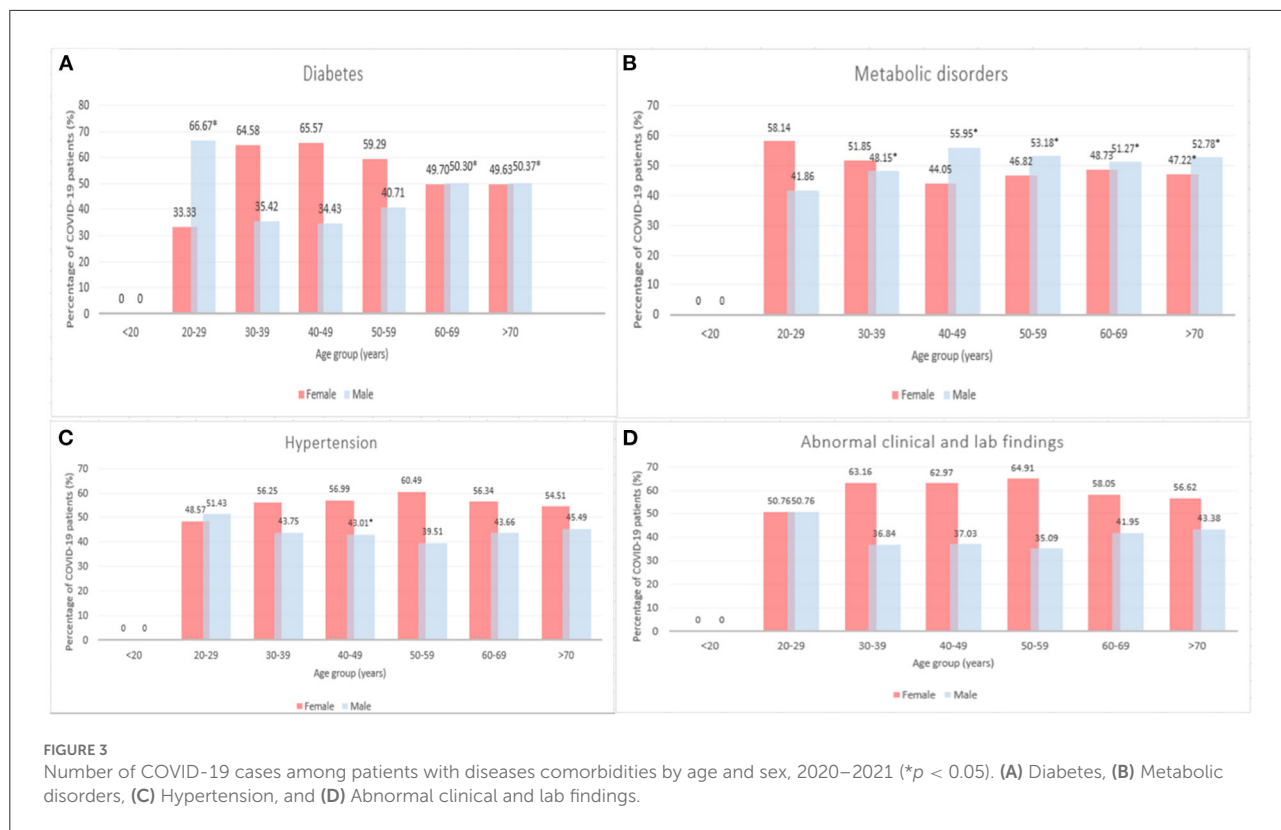 A
Diabetes
Percentage of COVID-19 patients (%)
80
70
60
50
40
30
20
10
0
0 0
33.33 66.67*
64.58 35.42
65.57 34.43
59.29 40.71
49.70 50.30*
49.63 50.37*
<20 20-29 30-39 40-49 50-59 60-69 >70
Age group (years)
Female Male
B
Metabolic disorders
Percentage of COVID-19 patients (%)
70
60
50
40
30
20
10
0
0 0
58.14 41.86
51.85 48.15*
44.05 55.95*
46.82 53.18*
48.73 51.27*
47.22* 52.78*
<20 20-29 30-39 40-49 50-59 60-69 >70
Age group (years)
Female Male
C
Hypertension
Percentage of COVID-19 patients (%)
70
60
50
40
30
20
10
0
0 0
48.57 51.43
56.25 43.75
56.99 43.01*
60.49 39.51
56.34 43.66
54.51 45.49
<20 20-29 30-39 40-49 50-59 60-69 >70
Age group (years)
Female Male
D
Abnormal clinical and lab findings
Percentage of COVID-19 patients (%)
70
60
50
40
30
20
10
0
0 0
50.76 50.76
63.16 36.84
62.97 37.03
64.91 35.09
58.05 41.95
56.62 43.38
<20 20-29 30-39 40-49 50-59 60-69 >70
Age group (years)
Female Male
FIGURE 3
Number of COVID-19 cases among patients with diseases comorbidities by age and sex, 2020–2021 (*p < 0.05). (A) Diabetes, (B) Metabolic
disorders, (C) Hypertension, and (D) Abnormal clinical and lab findings.